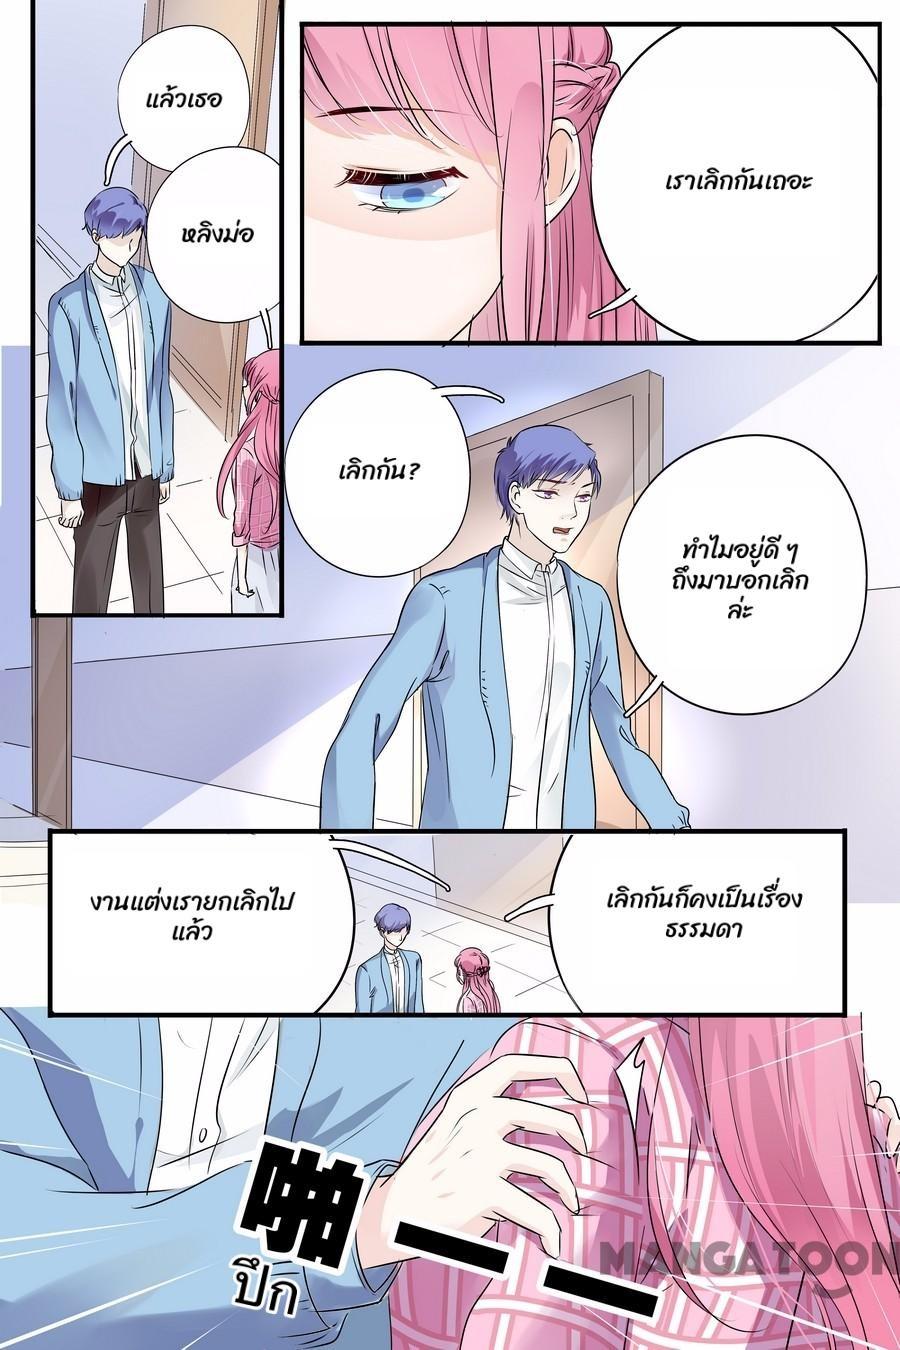 แล้วเธอ
หลิงม่อ
เราเลิกกันเถอะ
เลิกกัน?
ทำไมอยู่ดี ๆ
ถึงมาบอกเลิก
ล่ะ
งานแต่งเรายกเลิกไป
แล้ว
เลิกกันก็คงเป็นเรื่อง
ธรรมดา
啪——
ปึก
MANGATOON